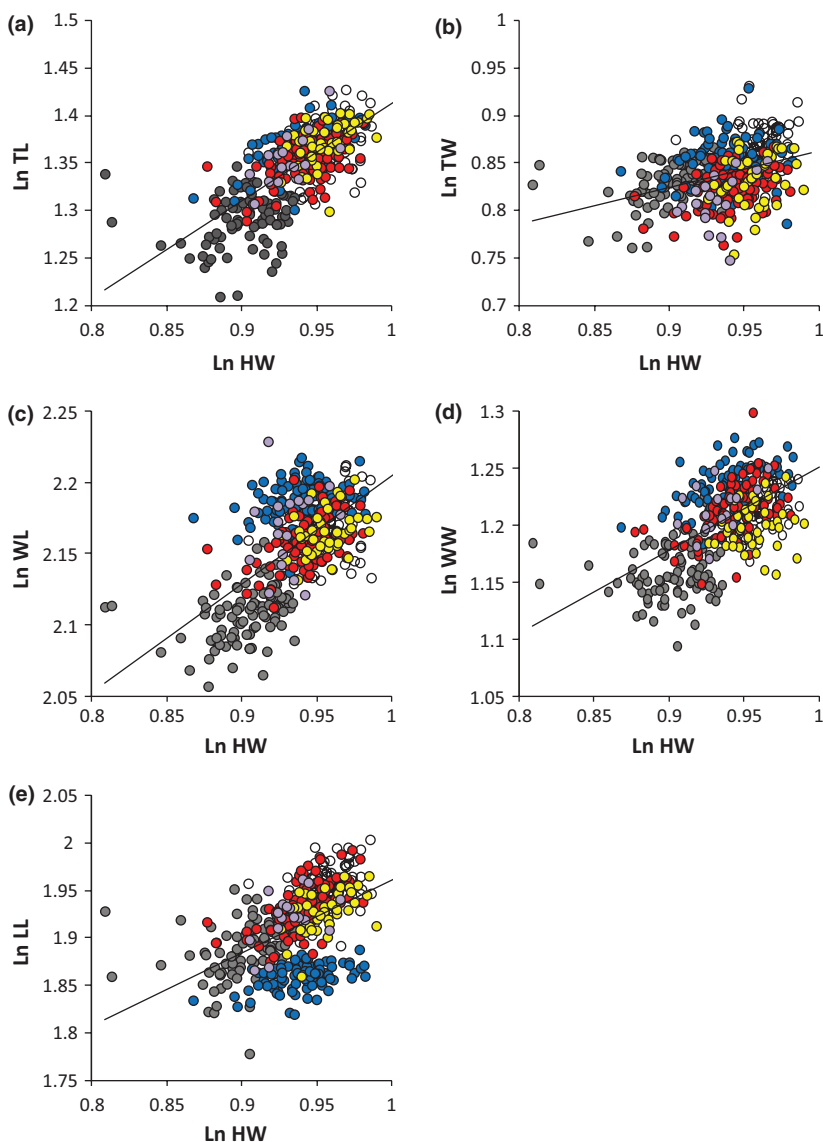 (a)
1.5
1.45
1.4
1.35
1.3
1.25
1.2
Ln TL
0.8 0.85 0.9 0.95 1
Ln HW
(b)
1
0.95
0.9
0.85
0.8
0.75
0.7
Ln TW
0.8 0.85 0.9 0.95 1
Ln HW
(c)
2.25
2.2
2.15
2.1
2.05
Ln WL
0.8 0.85 0.9 0.95 1
Ln HW
(d)
1.3
1.25
1.2
1.15
1.1
1.05
Ln WW
0.8 0.85 0.9 0.95 1
Ln HW
(e)
2.05
2
1.95
1.9
1.85
1.8
1.75
Ln LL
0.8 0.85 0.9 0.95 1
Ln HW